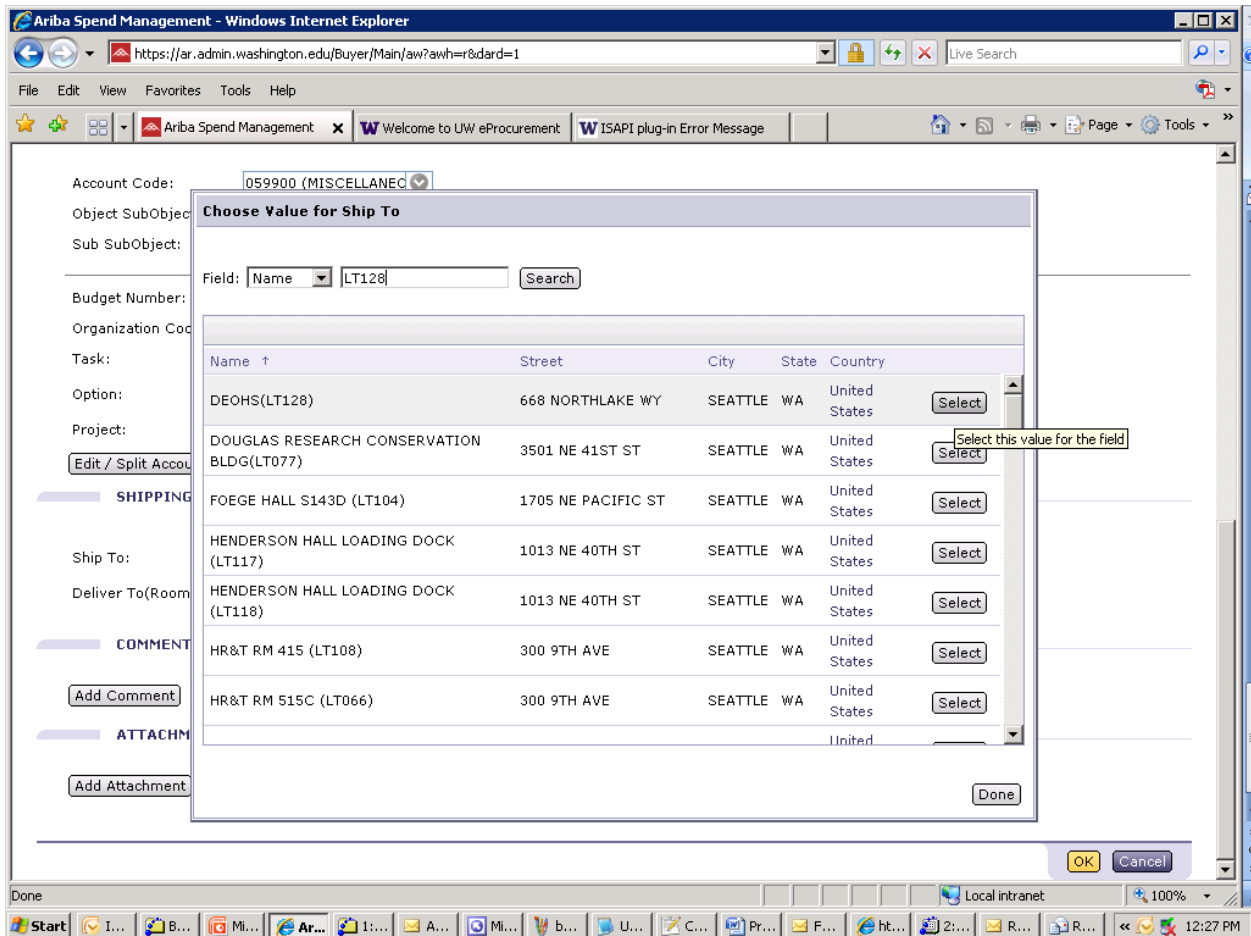 Ariba Spend Management - Windows Internet Explorer
https://ar.admin.washington.edu/Buyer/Main/aw?awh=r&dard=1
Live Search
File Edit View Favorites Tools Help
Ariba Spend Management
Welcome to UW eProcurement
ISAPI plug-in Error Message
Page Tools »
Account Code: 059900 (MISCELLANEO
Object SubObjec
Sub SubObject:
Choose Value for Ship To
Field: Name LT128 Search
Budget Number:
Organization Cod
Task:
Option:
Project:
Edit / Split Accou
SHIPPING
Ship To:
Deliver To(Room
COMMENT
Add Comment
ATTACHM
Add Attachment
Name ↑ Street City State Country
DEOHS(LT128) 668 NORTHLAKE WY SEATTLE WA United States Select
Select this value for the field
DOUGLAS RESEARCH CONSERVATION BLDG(LT077) 3501 NE 41ST ST SEATTLE WA United States Select
FOEGE HALL S143D (LT104) 1705 NE PACIFIC ST SEATTLE WA United States Select
HENDERSON HALL LOADING DOCK (LT117) 1013 NE 40TH ST SEATTLE WA United States Select
HENDERSON HALL LOADING DOCK (LT118) 1013 NE 40TH ST SEATTLE WA United States Select
HR&T RM 415 (LT108) 300 9TH AVE SEATTLE WA United States Select
HR&T RM 515C (LT066) 300 9TH AVE SEATTLE WA United States Select
United
Done
OK Cancel
Done Local intranet 100%
Start I... B... Mi... Ar... 1:... A... Mi... b... U... C... Pr... F... ht... 2:... R... R... « 12:27 PM